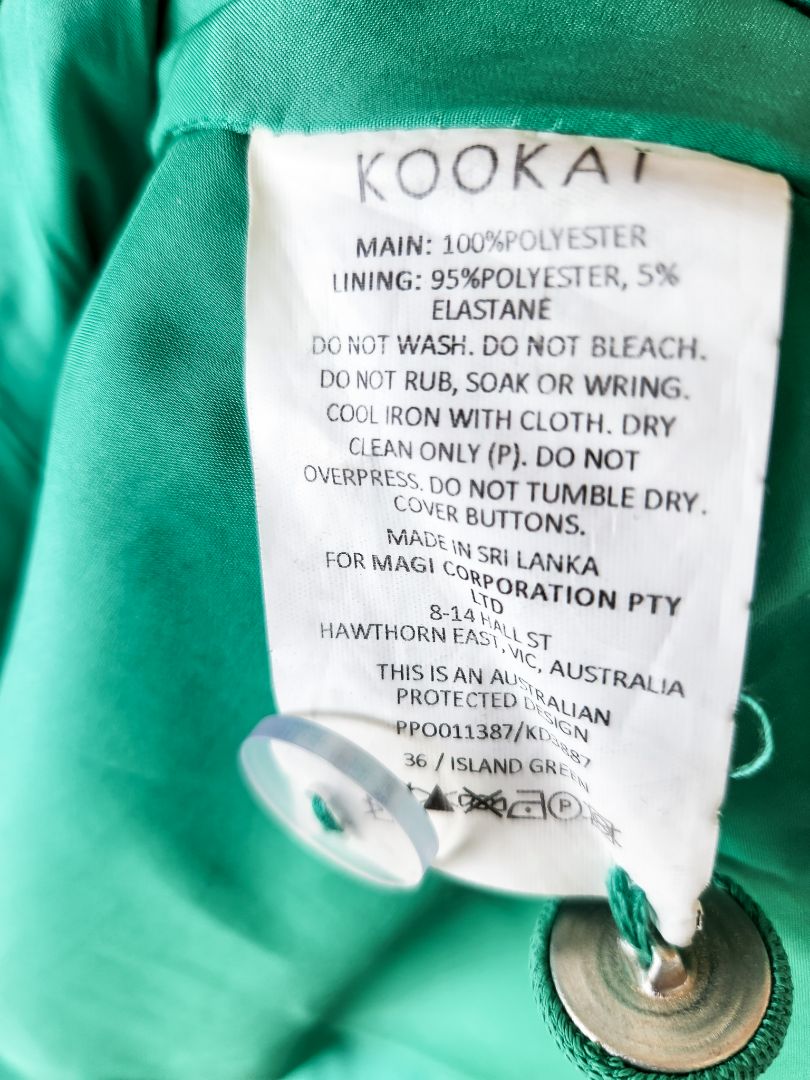 KOOKAI
MAIN: 100%POLYESTER
LINING: 95%POLYESTER, 5%
ELASTANE
DO NOT WASH. DO NOT BLEACH.
DO NOT RUB, SOAK OR WRING.
COOL IRON WITH CLOTH. DRY
CLEAN ONLY (P). DO NOT
OVERPRESS. DO NOT TUMBLE DRY.
COVER BUTTONS.
MADE IN SRI LANKA
FOR MAGI CORPORATION PTY
LTD
8-14 HALL ST
HAWTHORN EAST, VIC, AUSTRALIA
THIS IS AN AUSTRALIAN
PROTECTED DESIGN
PPO011387/KD3887
36 / ISLAND GREEN
P